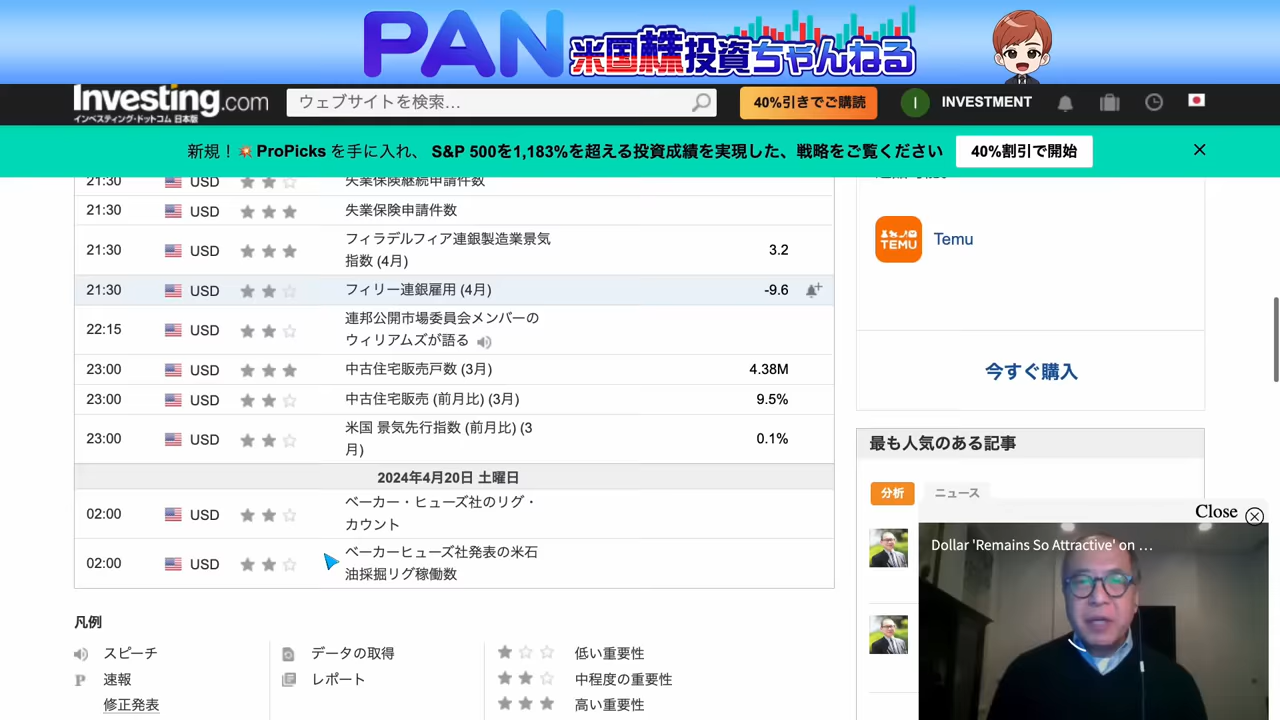 PAN 米国株投資ちゃんねる
Investing.com
インベスティング・ドットコム 日本版
ウェブサイトを検索...
40%引きでご購読
I
INVESTMENT
新規！ ProPicks を手に入れ、 S&P 500を1,183%を超える投資成績を実現した、戦略をご覧ください
40%割引で開始
21:30 USD 失業保険継続申請件数
21:30 USD 失業保険申請件数
21:30 USD フィラデルフィア連銀製造業景気
指数 (4月) 3.2
21:30 USD フィリー連銀雇用 (4月) -9.6
22:15 USD 連邦公開市場委員会メンバーの
ウィリアムズが語る
23:00 USD 中古住宅販売戸数 (3月) 4.38M
23:00 USD 中古住宅販売 (前月比) (3月) 9.5%
23:00 USD 米国 景気先行指数 (前月比) (3
月) 0.1%
2024年4月20日 土曜日
02:00 USD ベーカー・ヒューズ社のリグ・
カウント
02:00 USD ベーカーヒューズ社発表の米石
油採掘リグ稼働数
凡例
スピーチ
P 速報
修正発表
データの取得
レポート
低い重要性
中程度の重要性
高い重要性
TEMU
Temu
今すぐ購入
最も人気のある記事
分析
ニュース
Close
Dollar 'Remains So Attractive' on …